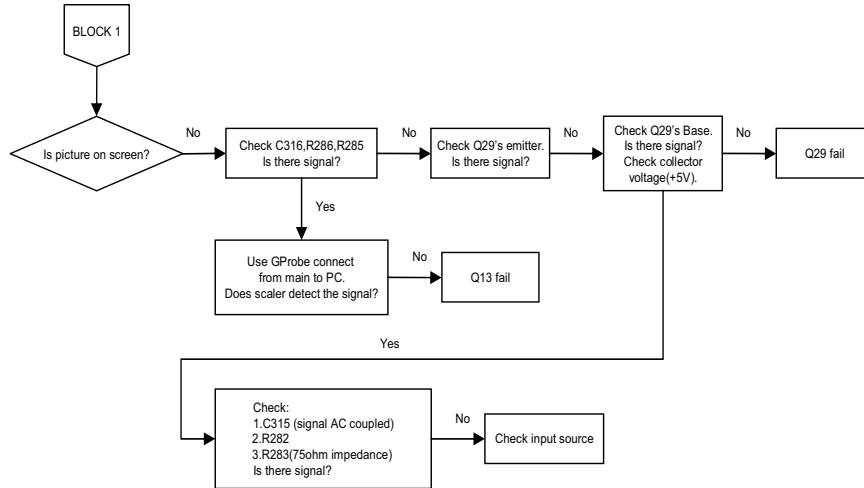 BLOCK 1
Is picture on screen?
No
Check C316,R286,R285
Is there signal?
No
Check Q29's emitter.
Is there signal?
No
Check Q29's Base.
Is there signal?
Check collector
voltage(+5V).
No
Q29 fail
Yes
Use GProbe connect
from main to PC.
Does scaler detect the signal?
No
Q13 fail
Yes
Check:
1.C315 (signal AC coupled)
2.R282
3.R283(75ohm impedance)
Is there signal?
No
Check input source